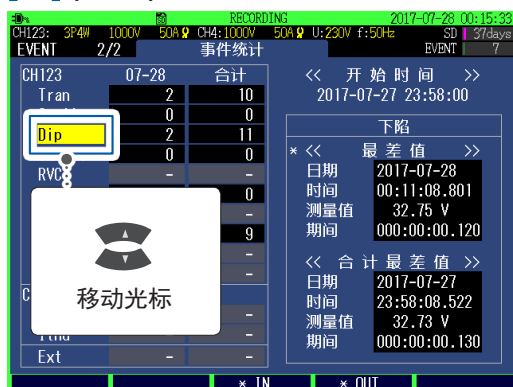 RECORDING 2017-07-28 00:15:33
CH123: 3P4W 1000V 50A CH4:1000V 50A U:230V f:50Hz SD 37days
EVENT 2/2 事件统计 EVENT 7
CH123 07-28 合计
Tran 2 10
0 0
Dip 2 11
0 0
RVC - -
0
-
9
-
-
-
-
Ext - -
移动光标
<< 开始时间 >>
2017-07-27 23:58:00
下陷
* << 最差值 >>
日期 2017-07-28
时间 00:11:08.801
测量值 32.75 V
期间 000:00:00.120
<< 合计最差值 >>
日期 2017-07-27
时间 23:58:08.522
测量值 32.73 V
期间 000:00:00.130
* IN * OUT